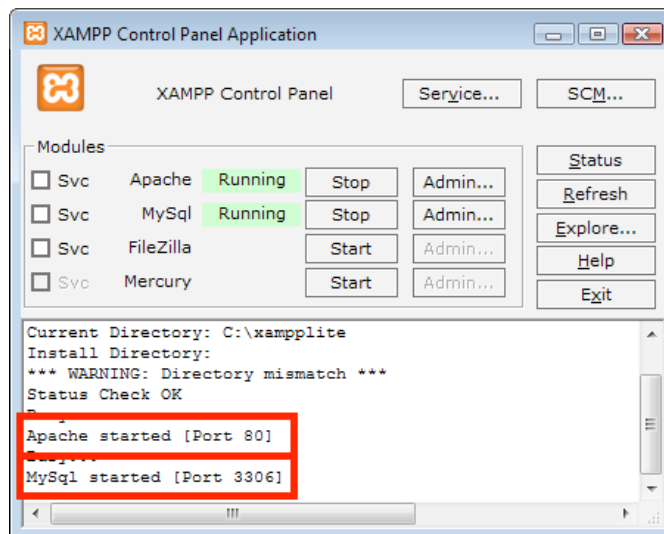 XAMPP Control Panel Application
XAMPP Control Panel Service... SCM...
Modules
Svc Apache Running Stop Admin...
Svc MySql Running Stop Admin...
Svc FileZilla Start Admin...
Svc Mercury Start Admin...
Status
Refresh
Explore...
Help
Exit
Current Directory: C:\xampplite
Install Directory:
*** WARNING: Directory mismatch ***
Status Check OK
Apache started [Port 80]
MySql started [Port 3306]